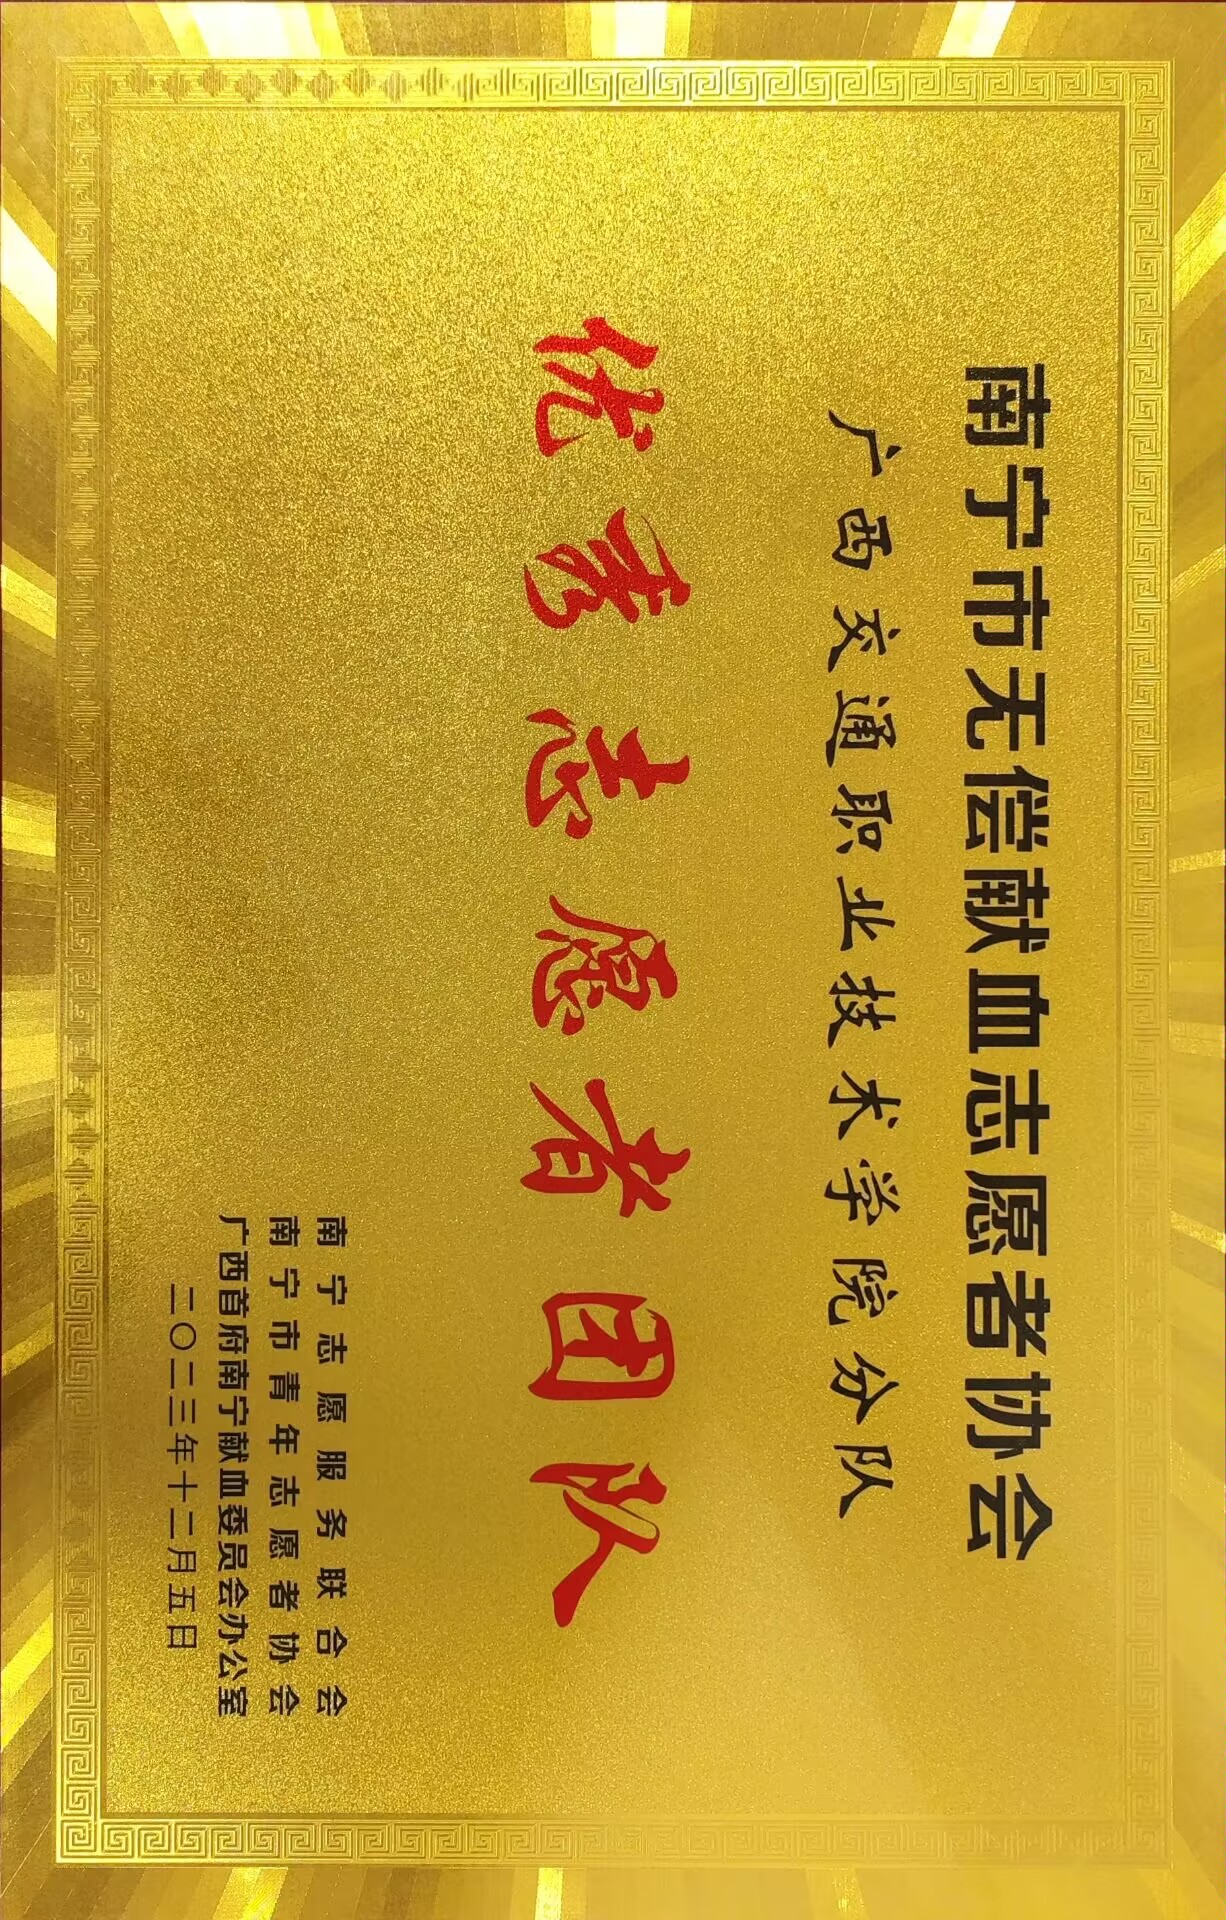 南宁市无偿献血志愿者协会
广西交通职业技术学院分队
优秀志愿者团队
南宁志愿服务联合会
南宁市青年志愿者协会
广西首府南宁献血委员会办公室
二〇二三年十二月五日